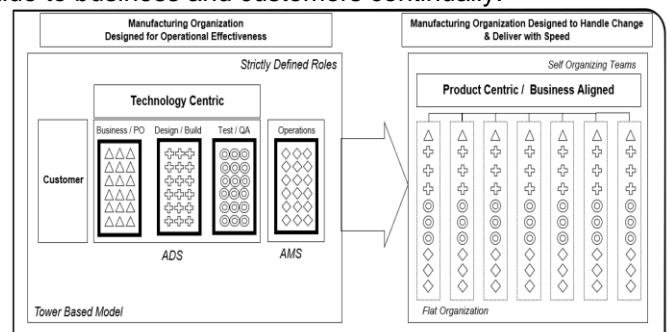 to business and customers continually.
Manufacturing Organization
Designed for Operational Effectiveness
Manufacturing Organization Designed to Handle Change
& Deliver with Speed
Strictly Defined Roles
Technology Centric
Business / PO
Design / Build
Test / QA
Operations
Customer
ADS
AMS
Tower Based Model
Self Organizing Teams
Product Centric / Business Aligned
Flat Organization